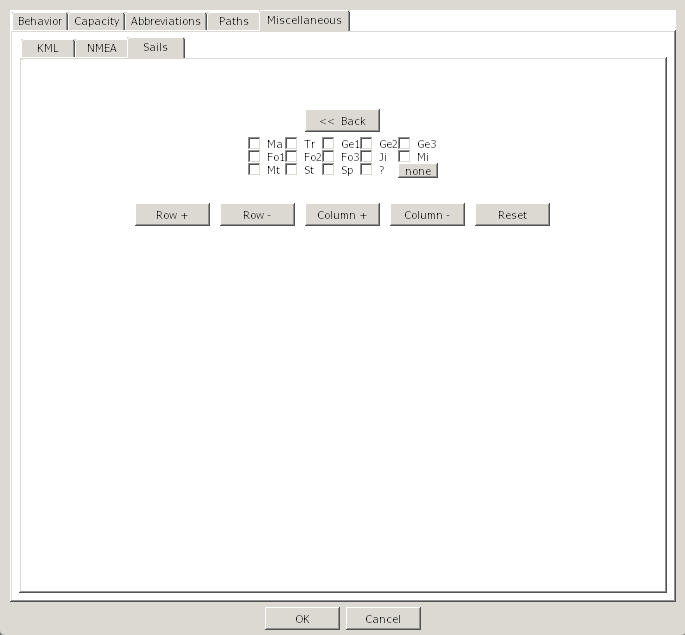 Behavior Capacity Abbreviations Paths Miscellaneous
KML NMEA Sails
<< Back
Ma Tr Ge1 Ge2 Ge3
Fo1 Fo2 Fo3 Ji Mi
Mt St Sp ? none
Row + Row - Column + Column - Reset
OK Cancel